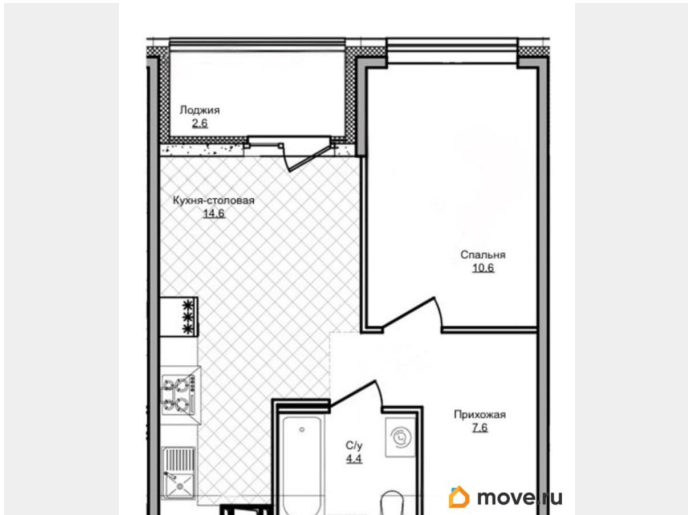 Лоджия
2.6
Кухня-столовая
14.6
Спальня
10.6
Прихожая
7.6
С/у
4.4
move.ru